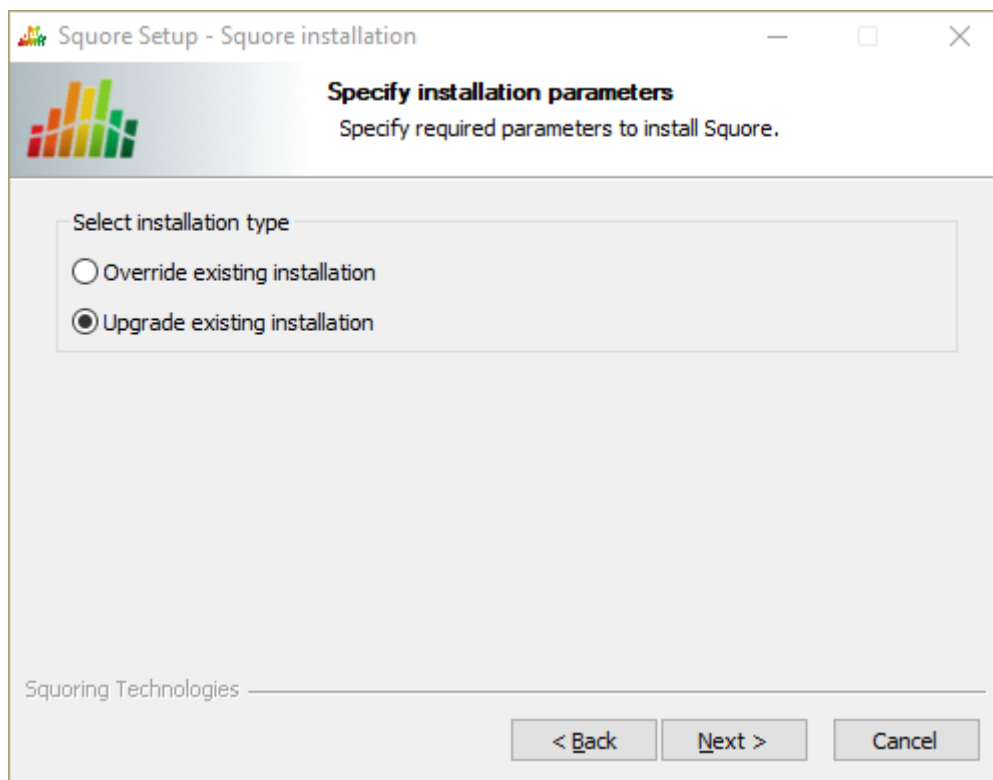 Squore Setup - Squore installation
Specify installation parameters
Specify required parameters to install Squore.
Select installation type
Override existing installation
Upgrade existing installation
Squoring Technologies
< Back
Next >
Cancel